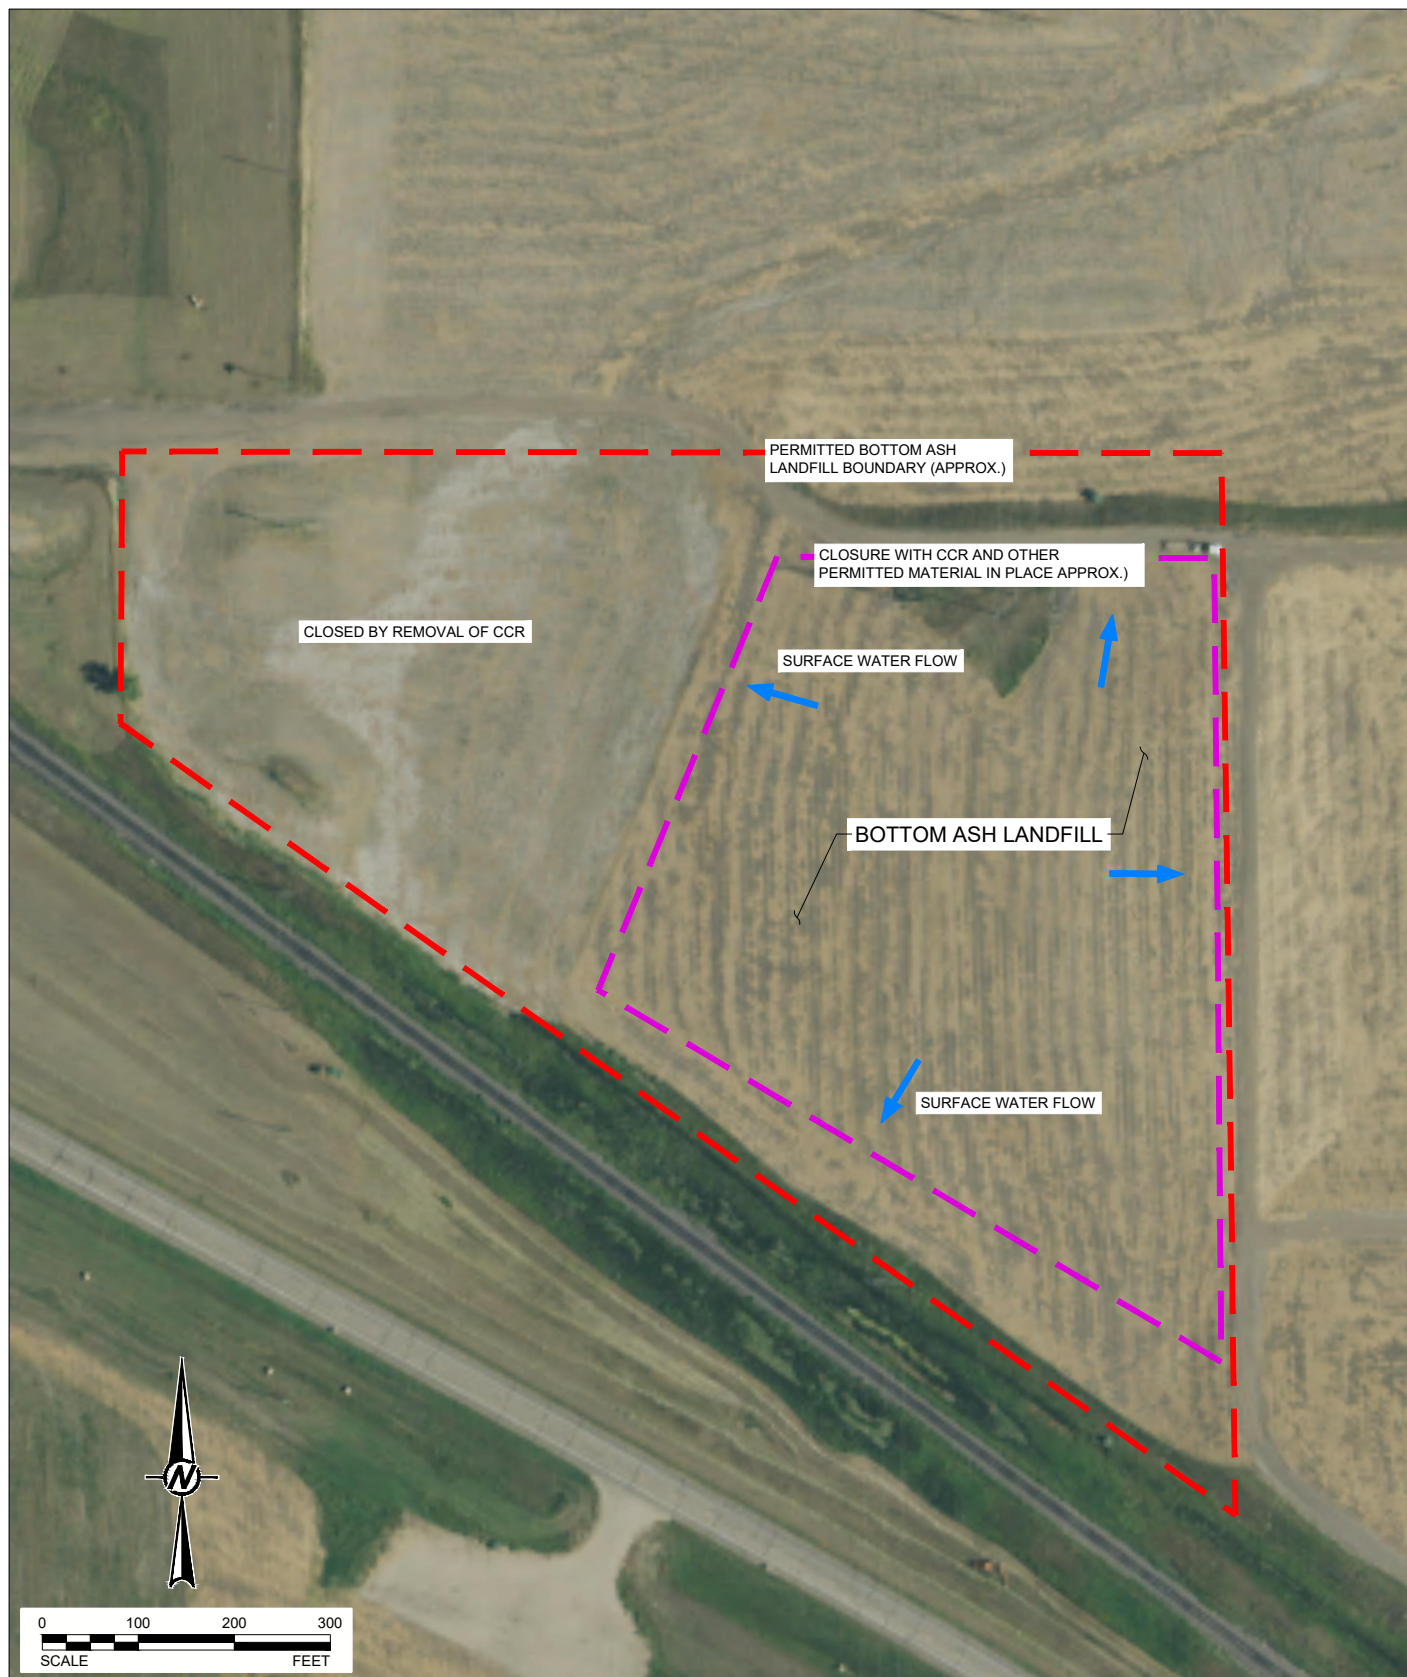 PERMITTED BOTTOM ASH
LANDFILL BOUNDARY (APPROX.)
CLOSURE WITH CCR AND OTHER
PERMITTED MATERIAL IN PLACE APPROX.)
CLOSED BY REMOVAL OF CCR
SURFACE WATER FLOW
BOTTOM ASH LANDFILL
SURFACE WATER FLOW
N
0 100 200 300
SCALE FEET